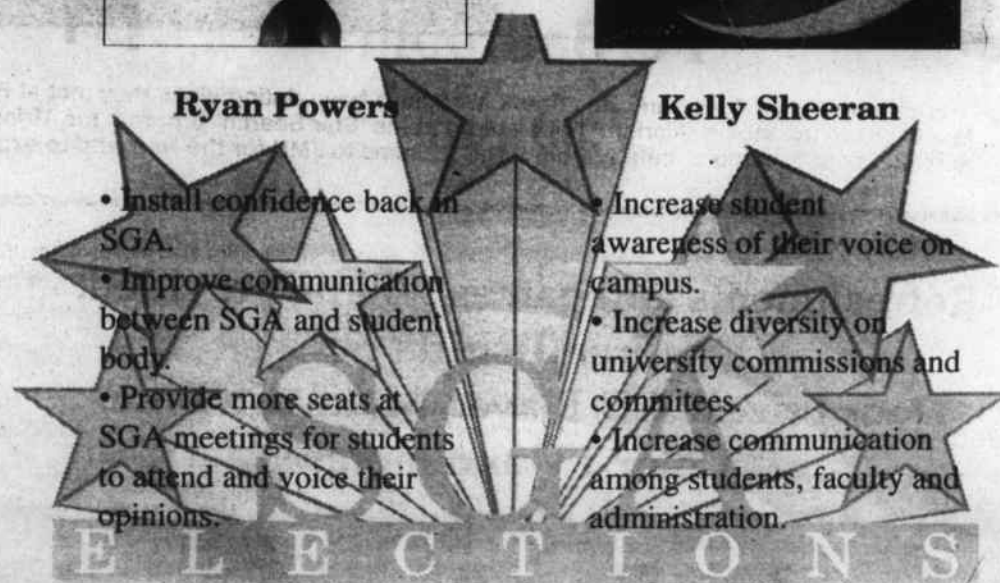 Ryan Powers
• Install confidence back in
SGA.
• Improve communication
between SGA and student
body.
• Provide more seats at
SGA meetings for students
to attend and voice their
opinions.
Kelly Sheeran
• Increase student
awareness of their voice on
campus.
• Increase diversity on
university commissions and
commitees.
• Increase communication
among students, faculty and
administration.
SGA
ELECTIONS